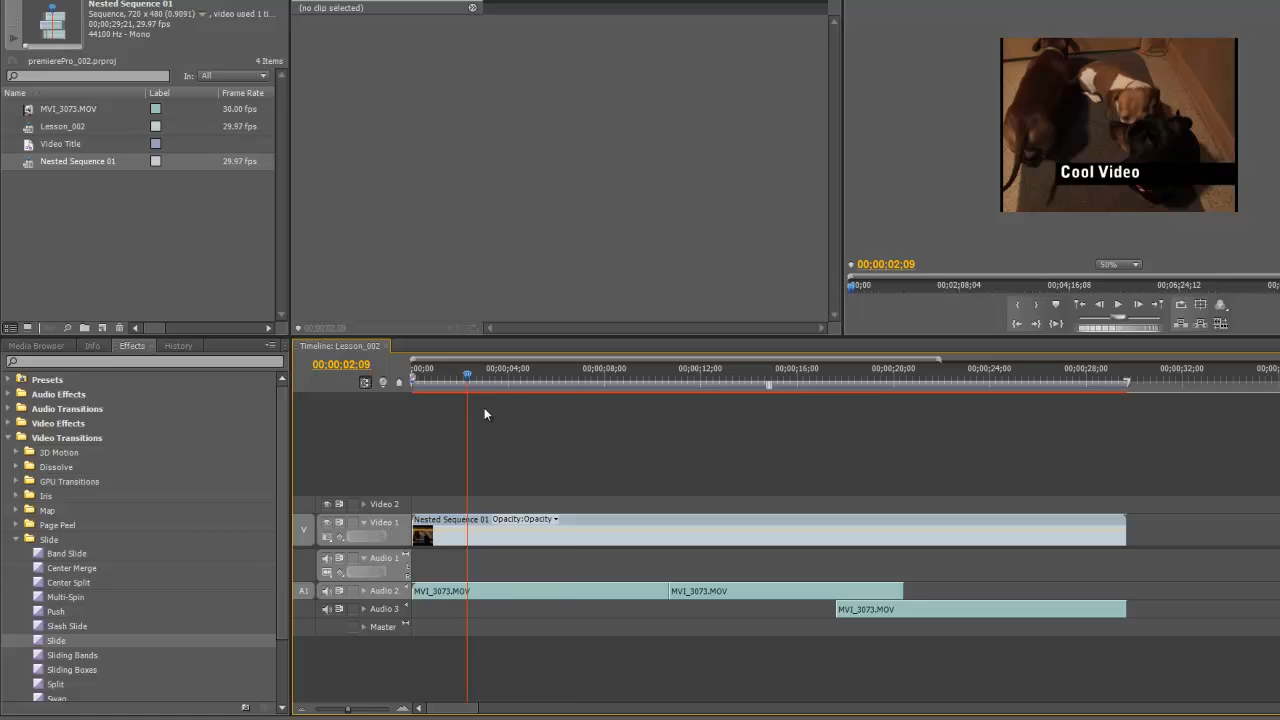 Nested Sequence 01
Sequence, 720 x 480 (0.9091) , video used 1 ti...
00;00;29;21, 29.97 fps
44100 Hz - Mono
premierePro_002.prproj
4 Items
In: All
Name Label Frame Rate
MVI_3073.MOV 30.00 fps
Lesson_002 29.97 fps
Video Title
Nested Sequence 01 29.97 fps
(no clip selected)
00;00;02;09
Cool Video
00;00;02;09
50%
00;00 00;02;08;04 00;04;16;08 00;06;24;12 00;
Media Browser Info Effects History
Presets
Audio Effects
Audio Transitions
Video Effects
Video Transitions
3D Motion
Dissolve
GPU Transitions
Iris
Map
Page Peel
Slide
Band Slide
Center Merge
Center Split
Multi-Spin
Push
Slash Slide
Slide
Sliding Bands
Sliding Boxes
Split
Swap
Timeline: Lesson_002
00;00;02;09
;00;00 00;00;04;00 00;00;08;00 00;00;12;00 00;00;16;00 00;00;20;00 00;00;24;00 00;00;28;00 00;00;32;00 00;00;
Video 2
V Video 1 Nested Sequence 01 Opacity:Opacity
Audio 1
L
R
A1 Audio 2 MVI_3073.MOV MVI_3073.MOV
Audio 3 MVI_3073.MOV
Master